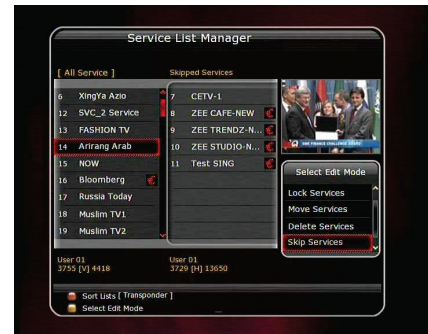 Service List Manager
[ All Service ]
Skipped Services
6 XingYa Azio
12 SVC_2 Service
13 FASHION TV
14 Arirang Arab
15 NOW
16 Bloomberg
17 Russia Today
18 Muslim TV1
19 Muslim TV2
7 CETV-1
8 ZEE CAFE-NEW
9 ZEE TRENDZ-N...
10 ZEE STUDIO-N...
11 Test SING
Select Edit Mode
Lock Services
Move Services
Delete Services
Skip Services
User 01
3755 [V] 4418
User 01
3729 [H] 13650
Sort Lists [ Transponder ]
Select Edit Mode